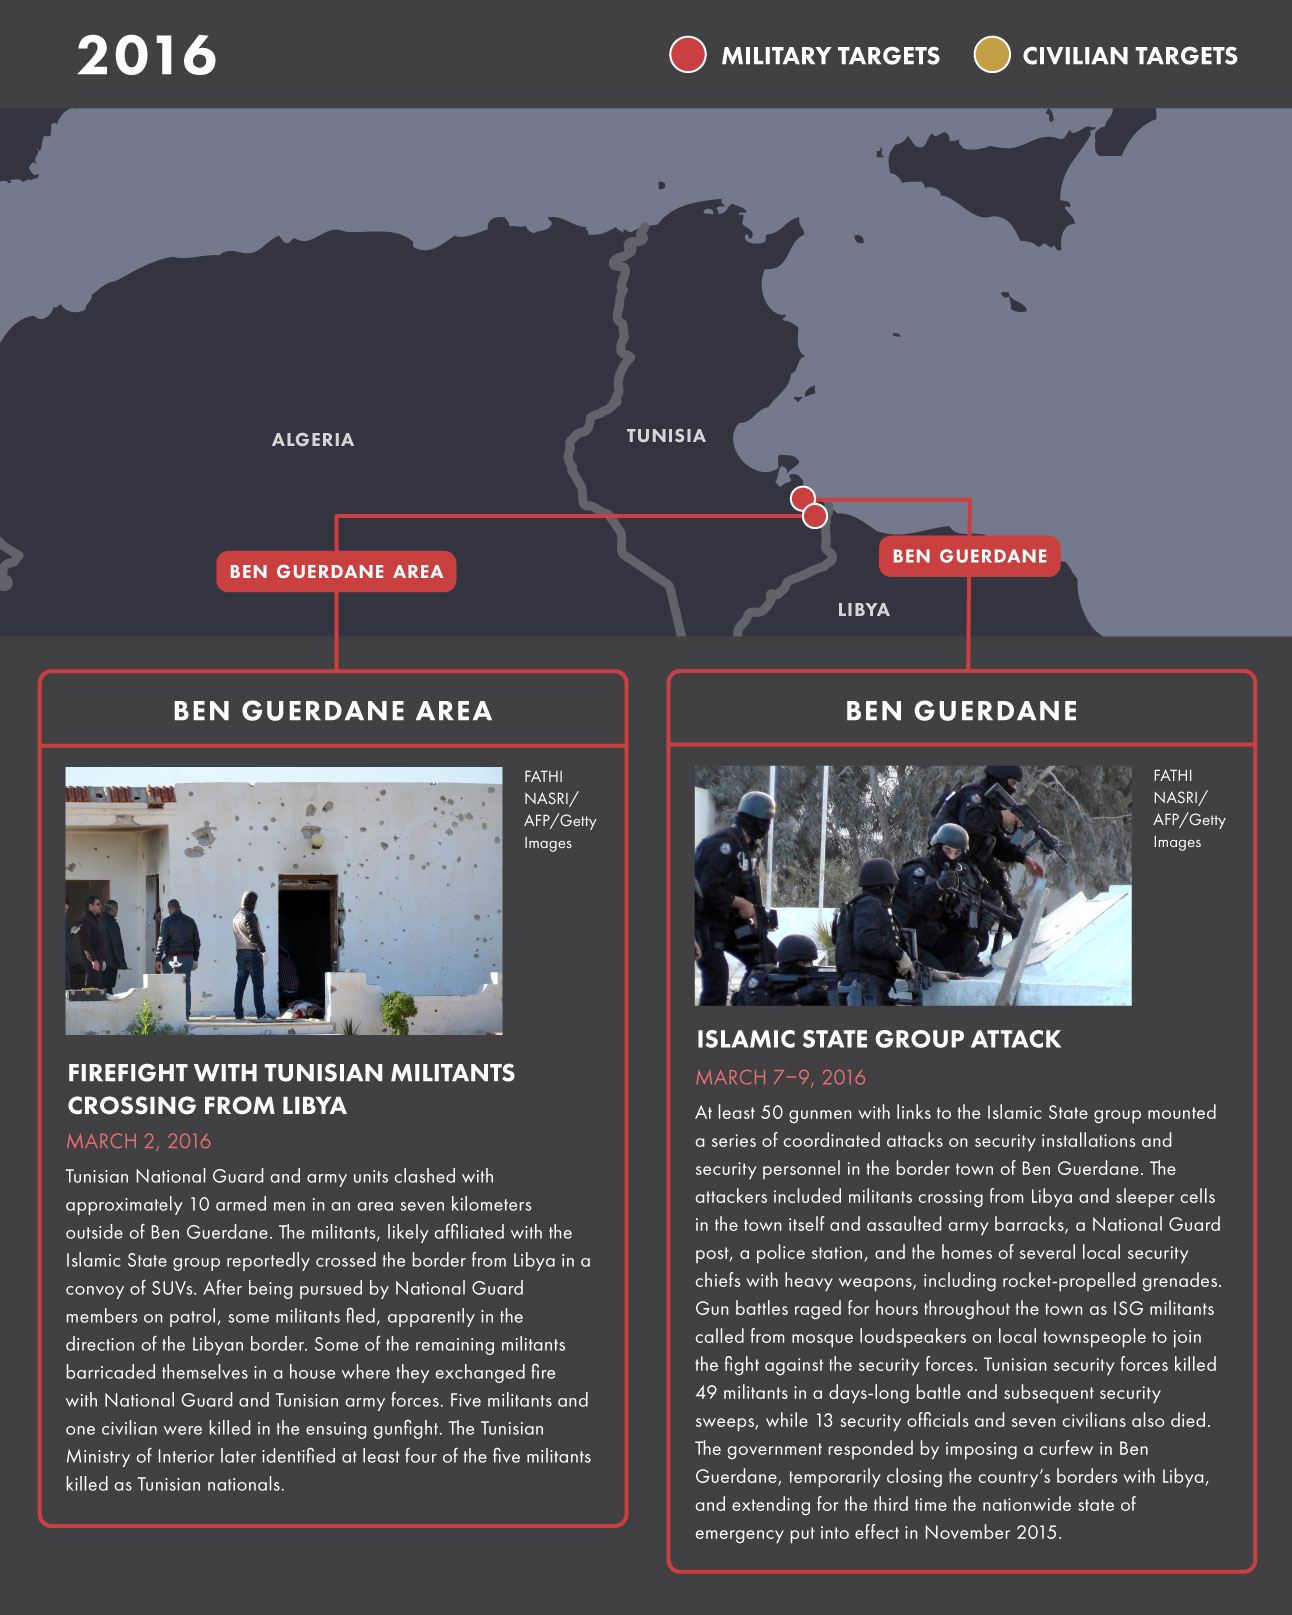 2016
MILITARY TARGETS
CIVILIAN TARGETS
ALGERIA
TUNISIA
BEN GUERDANE AREA
BEN GUERDANE
LIBYA
BEN GUERDANE AREA
FATHI
NASRI/
AFP/Getty
Images
FIREFIGHT WITH TUNISIAN MILITANTS
CROSSING FROM LIBYA
MARCH 2, 2016
Tunisian National Guard and army units clashed with
approximately 10 armed men in an area seven kilometers
outside of Ben Guerdane. The militants, likely affiliated with the
Islamic State group reportedly crossed the border from Libya in a
convoy of SUVs. After being pursued by National Guard
members on patrol, some militants fled, apparently in the
direction of the Libyan border. Some of the remaining militants
barricaded themselves in a house where they exchanged fire
with National Guard and Tunisian army forces. Five militants and
one civilian were killed in the ensuing gunfight. The Tunisian
Ministry of Interior later identified at least four of the five militants
killed as Tunisian nationals.
BEN GUERDANE
FATHI
NASRI/
AFP/Getty
Images
ISLAMIC STATE GROUP ATTACK
MARCH 7–9, 2016
At least 50 gunmen with links to the Islamic State group mounted
a series of coordinated attacks on security installations and
security personnel in the border town of Ben Guerdane. The
attackers included militants crossing from Libya and sleeper cells
in the town itself and assaulted army barracks, a National Guard
post, a police station, and the homes of several local security
chiefs with heavy weapons, including rocket-propelled grenades.
Gun battles raged for hours throughout the town as ISG militants
called from mosque loudspeakers on local townspeople to join
the fight against the security forces. Tunisian security forces killed
49 militants in a days-long battle and subsequent security
sweeps, while 13 security officials and seven civilians also died.
The government responded by imposing a curfew in Ben
Guerdane, temporarily closing the country’s borders with Libya,
and extending for the third time the nationwide state of
emergency put into effect in November 2015.